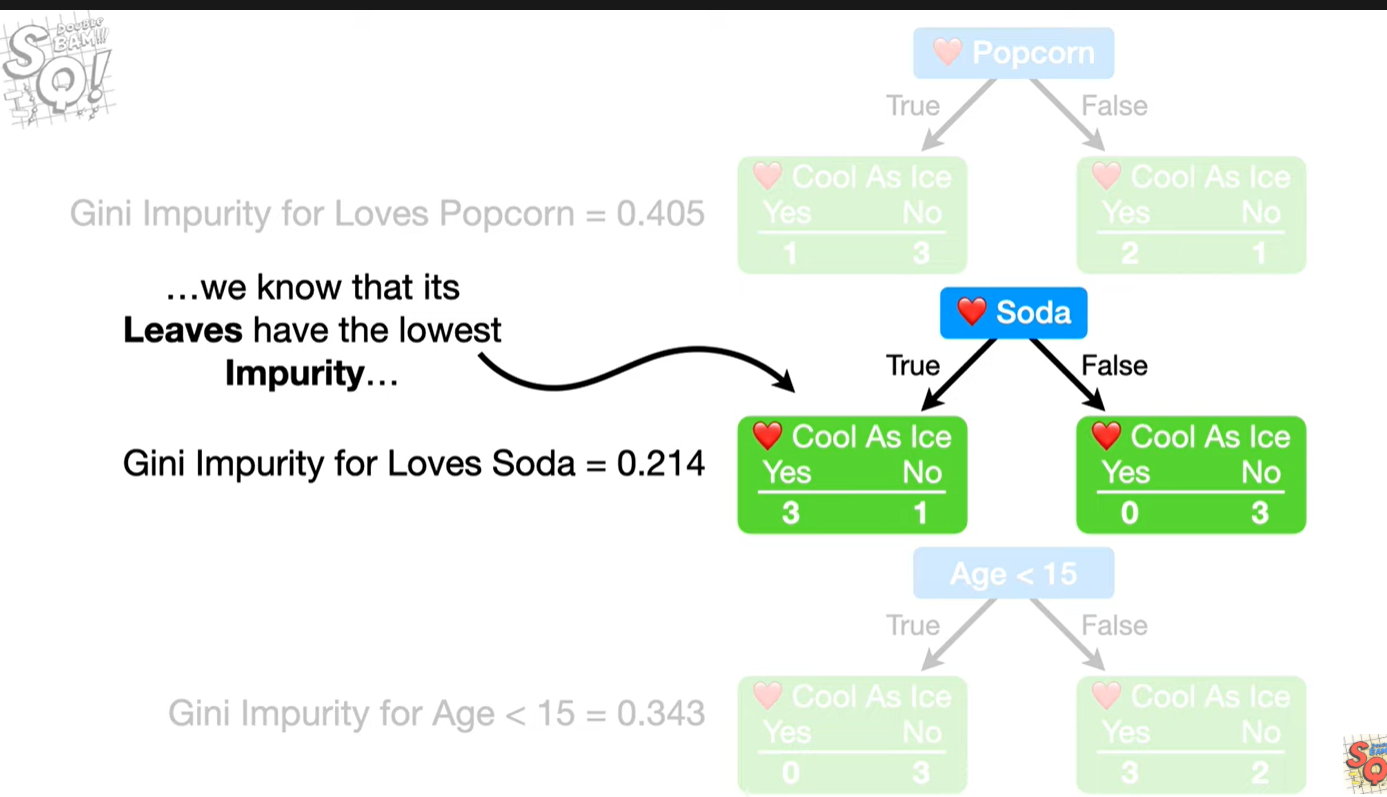 DOUBLE
BAM!!!
SQ!
❤️ Popcorn
True False
❤️ Cool As Ice ❤️ Cool As Ice
Yes No Yes No
1 3 2 1
Gini Impurity for Loves Popcorn = 0.405
...we know that its
Leaves have the lowest
Impurity...
❤️ Soda
True False
❤️ Cool As Ice ❤️ Cool As Ice
Yes No Yes No
3 1 0 3
Gini Impurity for Loves Soda = 0.214
Age < 15
True False
❤️ Cool As Ice ❤️ Cool As Ice
Yes No Yes No
0 3 3 2
Gini Impurity for Age < 15 = 0.343
SQ